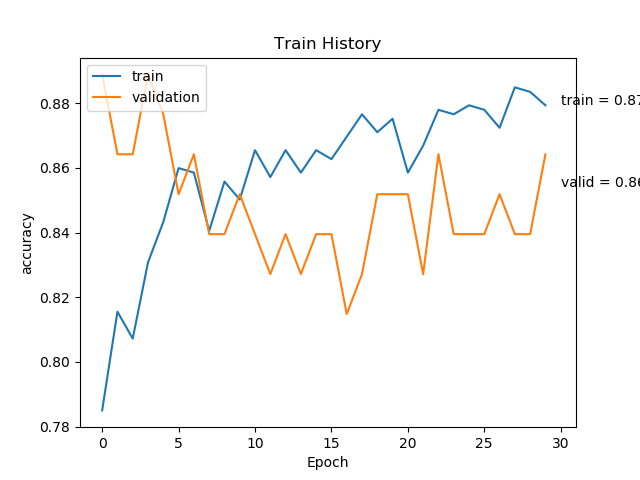 Train History
train
validation
0.88
0.86
0.84
0.82
0.80
0.78
accuracy
train = 0.87
valid = 0.86
0 5 10 15 20 25 30
Epoch